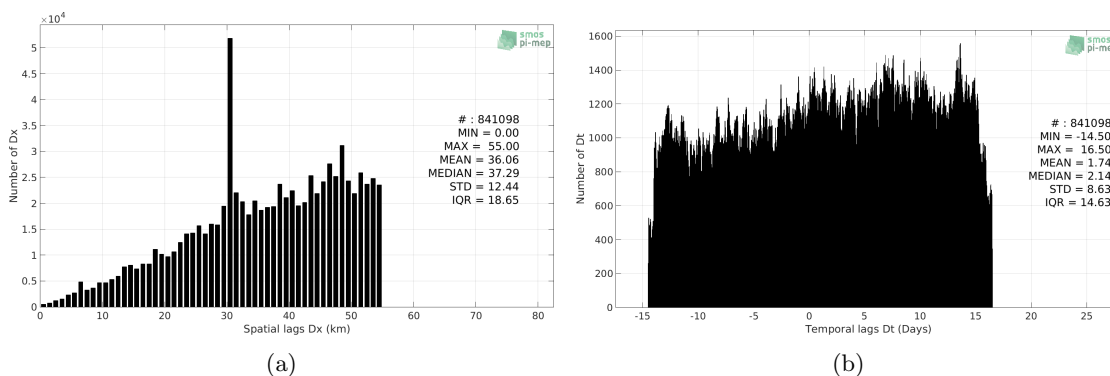 ×10⁴
5
4.5
4
3.5
3
2.5
2
1.5
1
0.5
0
Number of Dx
smos
pi-mep
# : 841098
MIN = 0.00
MAX = 55.00
MEAN = 36.06
MEDIAN = 37.29
STD = 12.44
IQR = 18.65
0 10 20 30 40 50 60 70 80
Spatial lags Dx (km)
(a)
1600
1400
1200
1000
800
600
400
200
0
Number of Dt
smos
pi-me
# : 841098
MIN = -14.50
MAX = 16.50
MEAN = 1.74
MEDIAN = 2.14
STD = 8.63
IQR = 14.63
-15 -10 -5 0 5 10 15 20 25
Temporal lags Dt (Days)
(b)